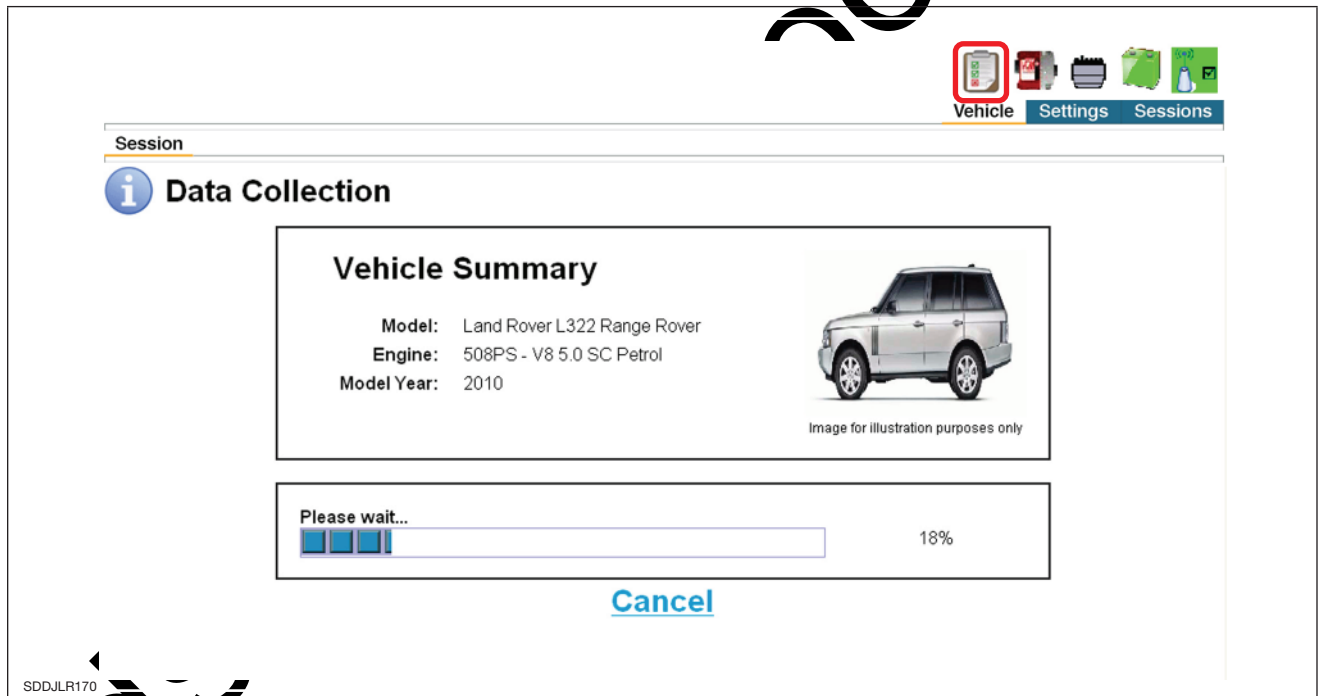 Vehicle Settings Sessions
Session
Data Collection
Vehicle Summary
Model: Land Rover L322 Range Rover
Engine: 508PS - V8 5.0 SC Petrol
Model Year: 2010
Image for illustration purposes only
Please wait...
18%
Cancel
SDDJLR170